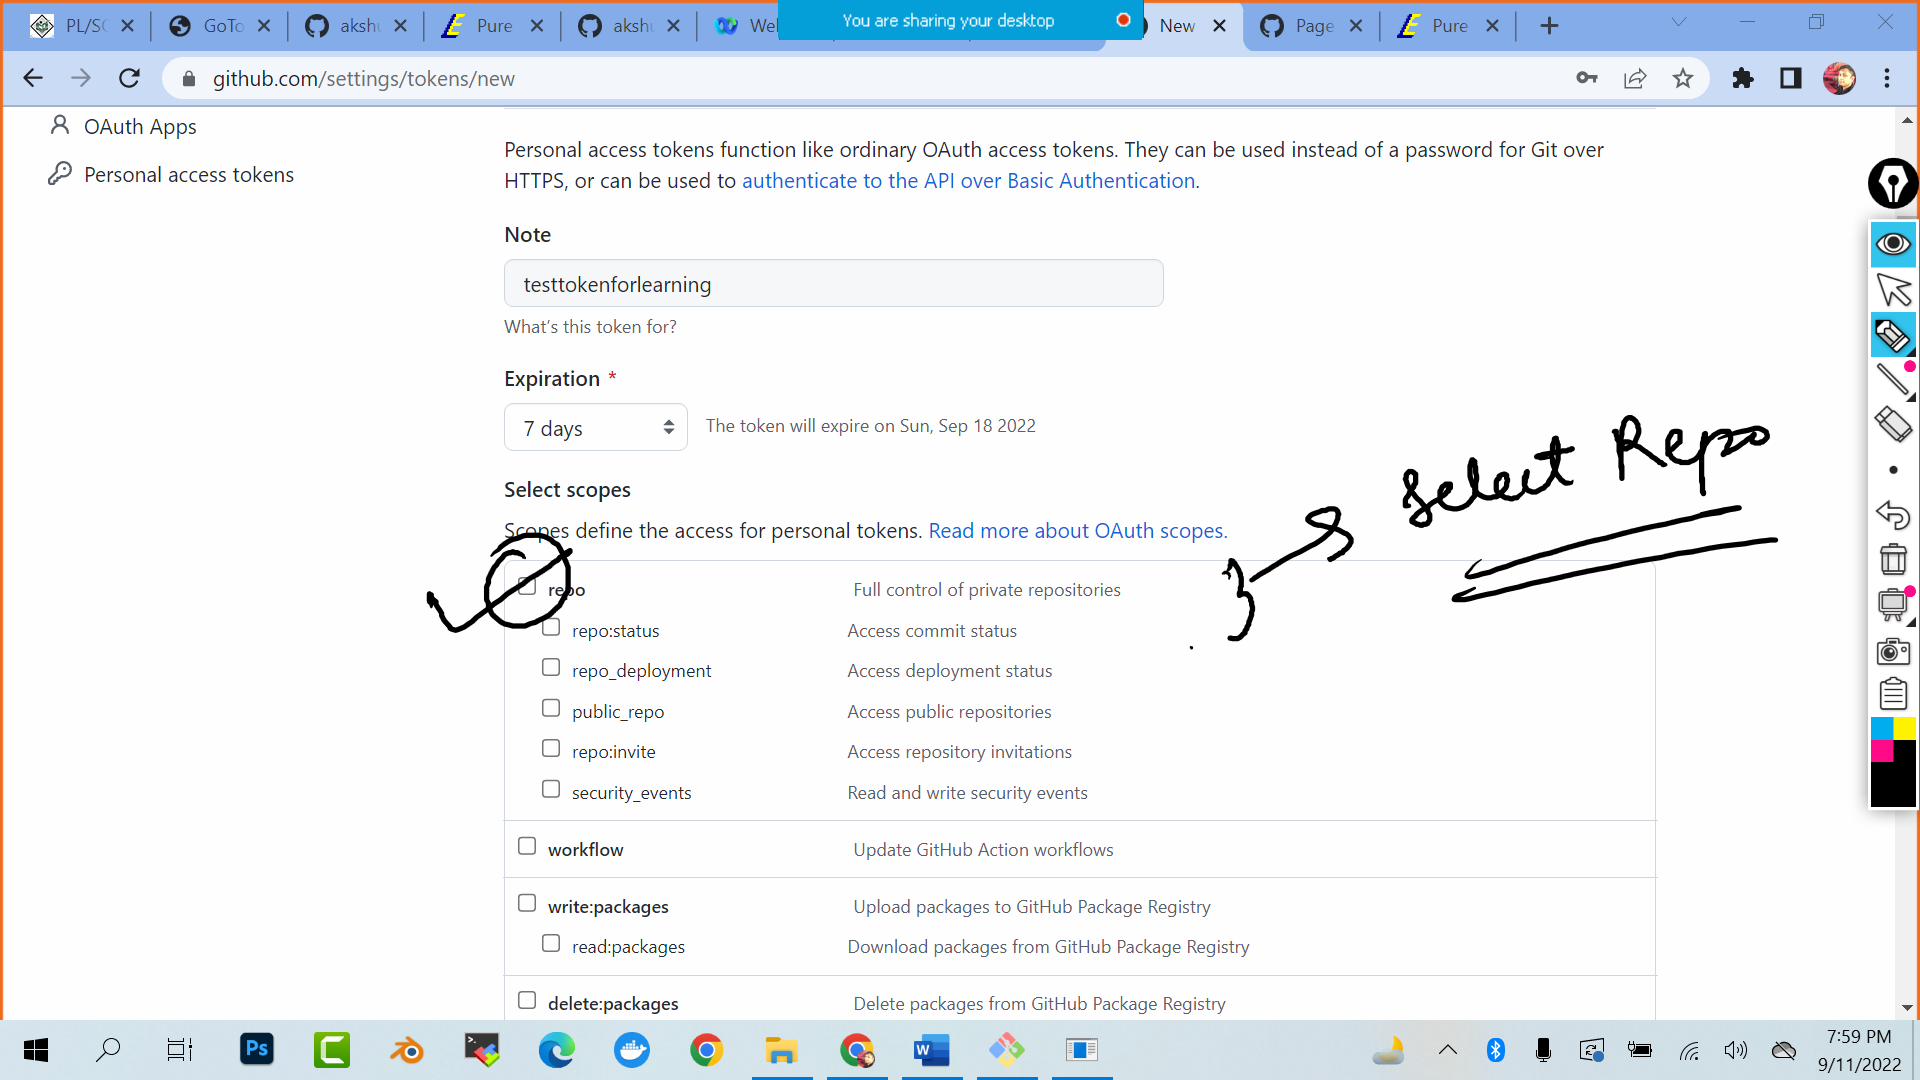 PL/SC
GoTo
akshu
Pure
akshu
Wel
You are sharing your desktop
New
Page
Pure
github.com/settings/tokens/new
OAuth Apps
Personal access tokens
Personal access tokens function like ordinary OAuth access tokens. They can be used instead of a password for Git over
HTTPS, or can be used to authenticate to the API over Basic Authentication.
Note
testtokenforlearning
What's this token for?
Expiration *
7 days
The token will expire on Sun, Sep 18 2022
Select Repo
Select scopes
Scopes define the access for personal tokens. Read more about OAuth scopes.
repo Full control of private repositories
repo:status Access commit status
repo_deployment Access deployment status
public_repo Access public repositories
repo:invite Access repository invitations
security_events Read and write security events
workflow Update GitHub Action workflows
write:packages Upload packages to GitHub Package Registry
read:packages Download packages from GitHub Package Registry
delete:packages Delete packages from GitHub Package Registry
Ps
7:59 PM
9/11/2022